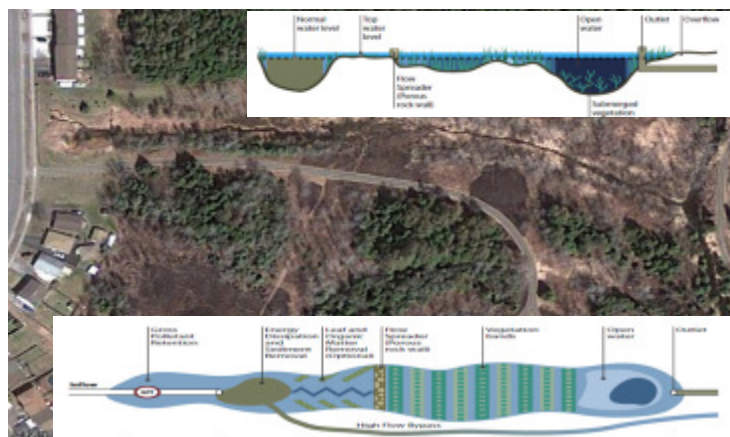 Normal
water level
Top
water
level
Open
water
Outlet
Overflow
Flow
Spreader
(Porous
rock wall)
Submerged
vegetation
Gross
Pollutant
Retention
Energy
Dissipation
and
Sediment
Removal
Leaf and
Organic
Matter
Removal
(Optional)
Flow
Spreader
(Porous
rock wall)
Vegetation
bands
Open
water
Outlet
Inflow
High Flow Bypass